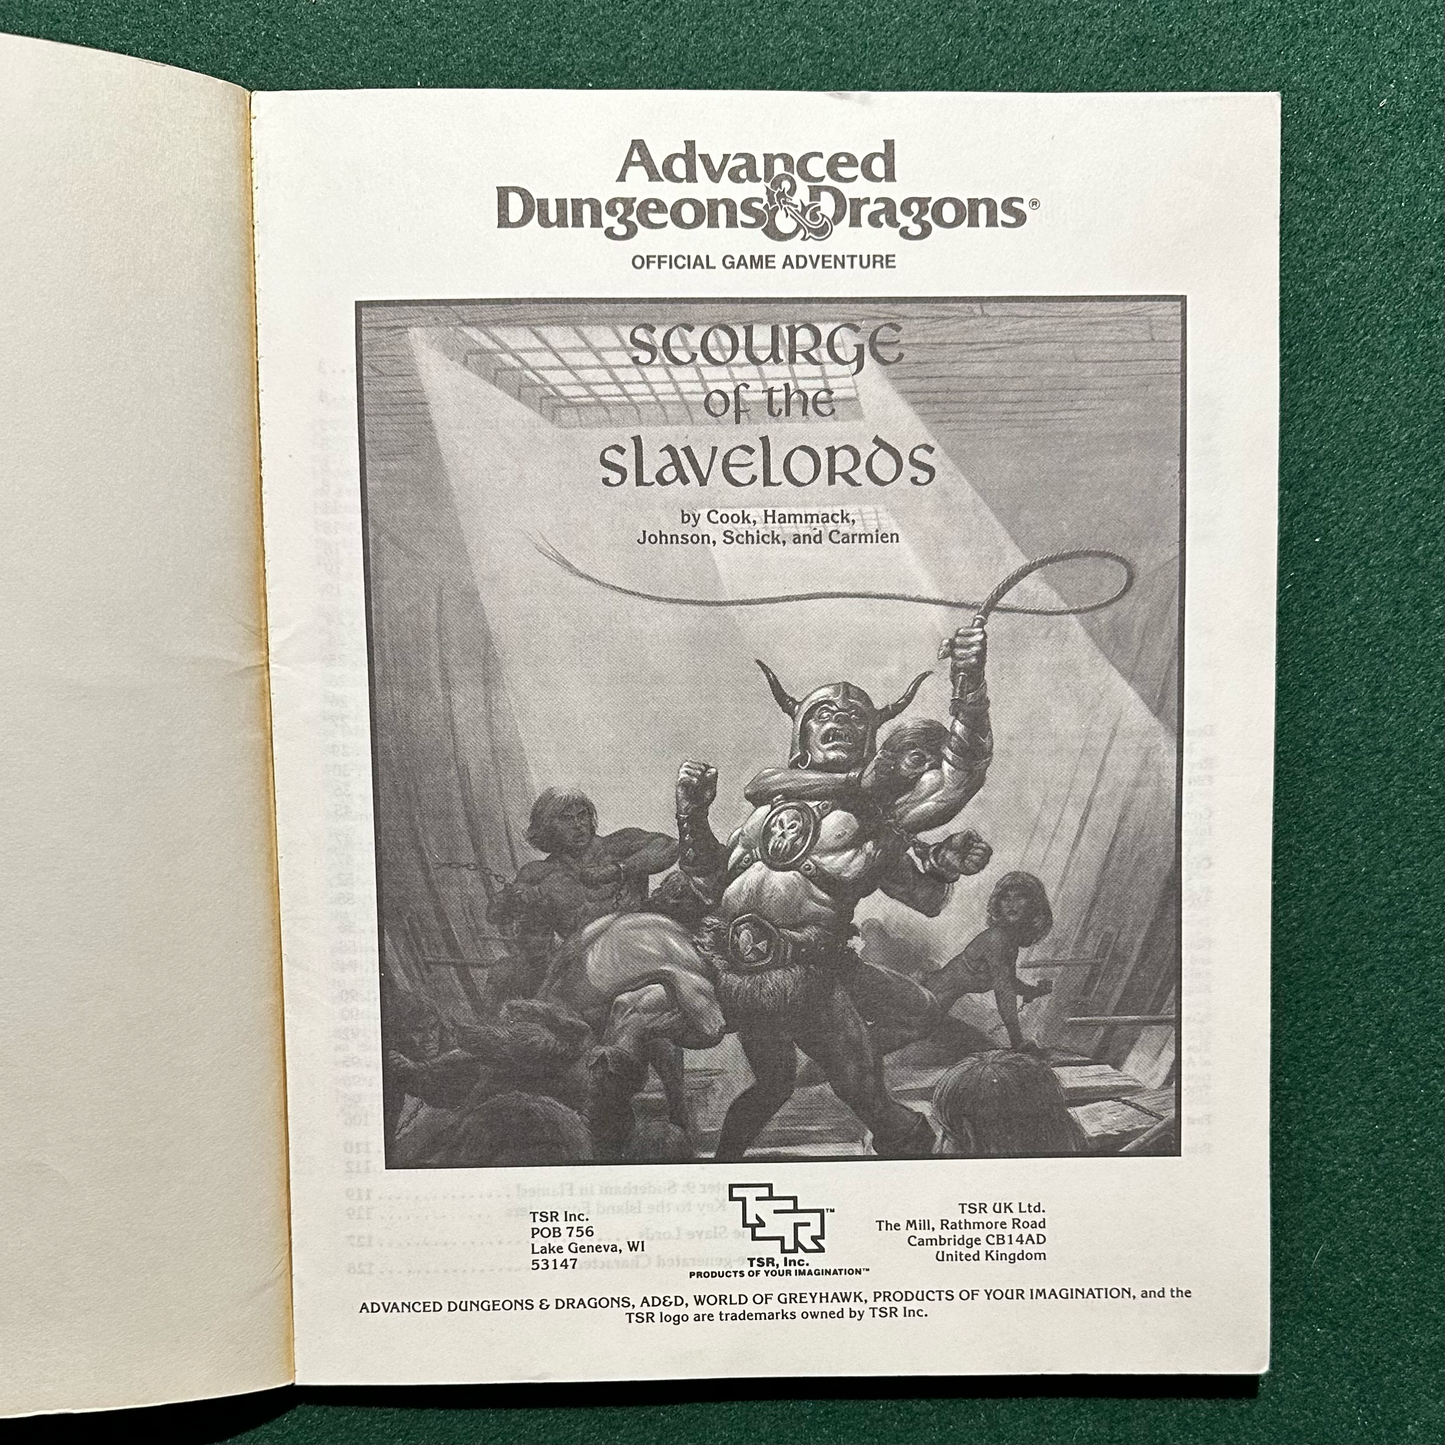 Advanced
Dungeons & Dragons®
OFFICIAL GAME ADVENTURE
SCOURGE
of the
SLAVELORDS
by Cook, Hammack,
Johnson, Schick, and Carmien
TSR Inc.
POB 756
Lake Geneva, WI
53147
TSR™
TSR, Inc.
PRODUCTS OF YOUR IMAGINATION™
TSR UK Ltd.
The Mill, Rathmore Road
Cambridge CB14AD
United Kingdom
ADVANCED DUNGEONS & DRAGONS, AD&D, WORLD OF GREYHAWK, PRODUCTS OF YOUR IMAGINATION, and the
TSR logo are trademarks owned by TSR Inc.